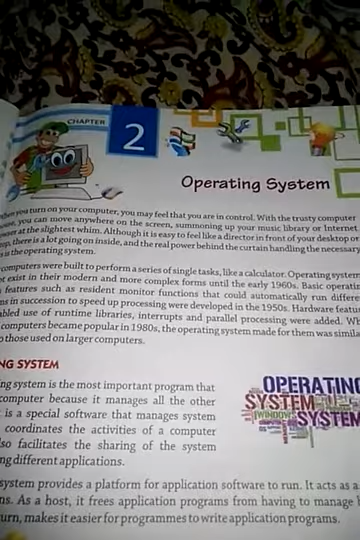 CHAPTER
2
Operating System
you turn on your computer, you may feel that you are in control. With the trusty computer
you can move anywhere on the screen, summoning up your music library or Internet
at the slightest whim. Although it is easy to feel like a director in front of your desktop or
there is a lot going on inside, and the real power behind the curtain handling the necessary
is the operating system.
computers were built to perform a series of single tasks, like a calculator. Operating system
exist in their modern and more complex forms until the early 1960s. Basic operatin
features such as resident monitor functions that could automatically run differe
ns in succession to speed up processing were developed in the 1950s. Hardware featu
abled use of runtime libraries, interrupts and parallel processing were added. Wh
computers became popular in 1980s, the operating system made for them was simila
o those used on larger computers.
NG SYSTEM
ing system is the most important program that
computer because it manages all the other
is a special software that manages system
coordinates the activities of a computer
lso facilitates the sharing of the system
ng different applications.
OPERATING
SYSTEM
WINDOWS
SYSTEM
system provides a platform for application software to run. It acts as a
ns. As a host, it frees application programs from having to manage
urn, makes it easier for programmes to write application programs.